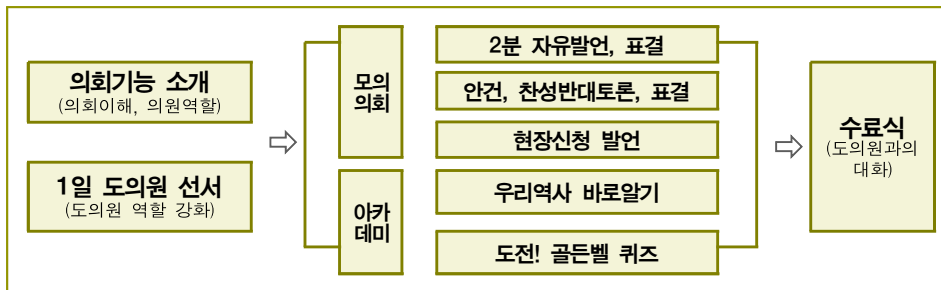 의회기능 소개
(의회이해, 의원역할)
1일 도의원 선서
(도의원 역할 강화)
모의
의회
아카
데미
2분 자유발언, 표결
안건, 찬성반대토론, 표결
현장신청 발언
우리역사 바로알기
도전! 골든벨 퀴즈
수료식
(도의원과의
대화)